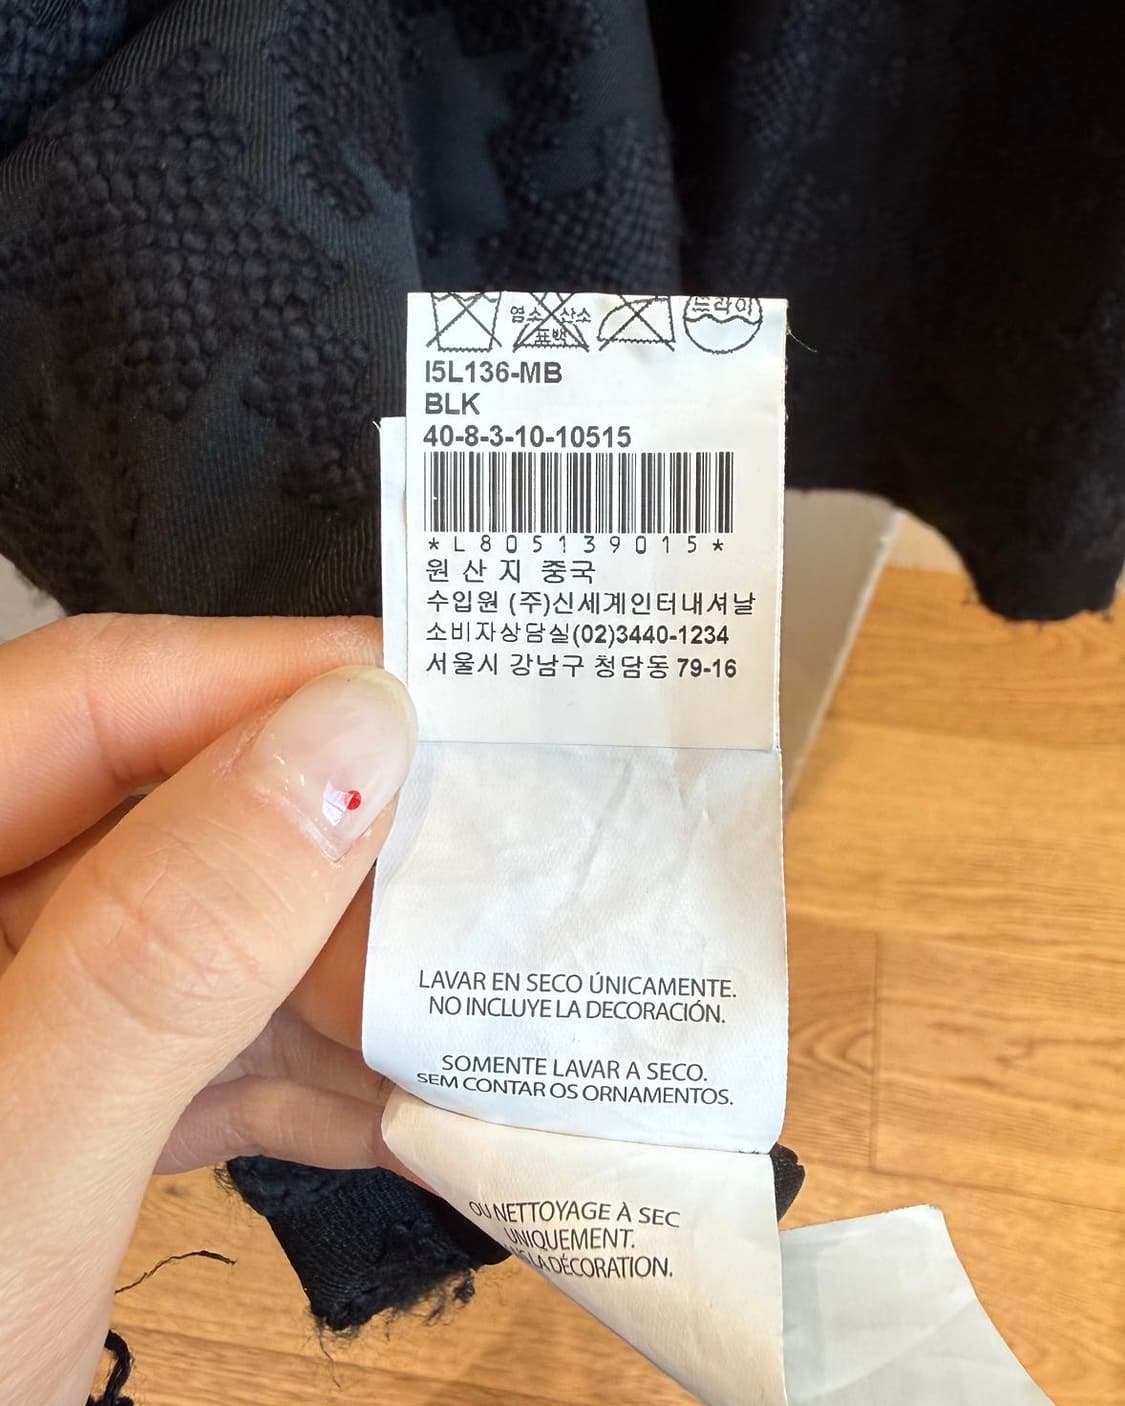 염소 산소
표백
드라이
I5L136-MB
BLK
40-8-3-10-10515
*L805139015*
원산지 중국
수입원 (주)신세계인터내셔날
소비자상담실(02)3440-1234
서울시 강남구 청담동 79-16
LAVAR EN SECO ÚNICAMENTE.
NO INCLUYE LA DECORACIÓN.
SOMENTE LAVAR A SECO.
SEM CONTAR OS ORNAMENTOS.
OU NETTOYAGE À SEC
UNIQUEMENT.
LA DÉCORATION.